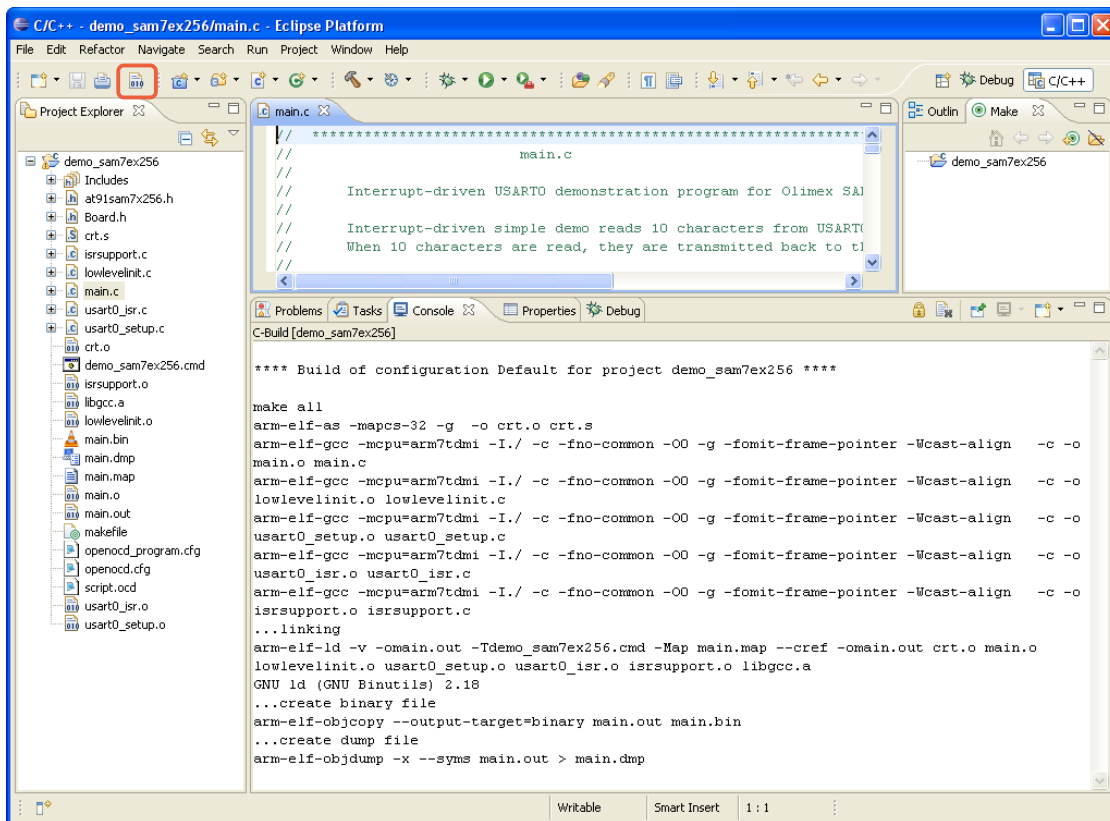 C/C++ - demo_sam7ex256/main.c - Eclipse Platform
File Edit Refactor Navigate Search Run Project Window Help
Debug C/C++
Project Explorer
demo_sam7ex256
Includes
at91sam7x256.h
Board.h
crt.s
isrsupport.c
lowlevelinit.c
main.c
usart0_isr.c
usart0_setup.c
crt.o
demo_sam7ex256.cmd
isrsupport.o
libgcc.a
lowlevelinit.o
main.bin
main.dmp
main.map
main.o
main.out
makefile
openocd_program.cfg
openocd.cfg
script.ocd
usart0_isr.o
usart0_setup.o
main.c
// ***************************************************************
// main.c
//
// Interrupt-driven USART0 demonstration program for Olimex SA
//
// Interrupt-driven simple demo reads 10 characters from USART0
// When 10 characters are read, they are transmitted back to th
//
Outlin Make
demo_sam7ex256
Problems Tasks Console Properties Debug
C-Build [demo_sam7ex256]
**** Build of configuration Default for project demo_sam7ex256 ****
make all
arm-elf-as -mapcs-32 -g -o crt.o crt.s
arm-elf-gcc -mcpu=arm7tdmi -I./ -c -fno-common -O0 -g -fomit-frame-pointer -Wcast-align -c -o
main.o main.c
arm-elf-gcc -mcpu=arm7tdmi -I./ -c -fno-common -O0 -g -fomit-frame-pointer -Wcast-align -c -o
lowlevelinit.o lowlevelinit.c
arm-elf-gcc -mcpu=arm7tdmi -I./ -c -fno-common -O0 -g -fomit-frame-pointer -Wcast-align -c -o
usart0_setup.o usart0_setup.c
arm-elf-gcc -mcpu=arm7tdmi -I./ -c -fno-common -O0 -g -fomit-frame-pointer -Wcast-align -c -o
usart0_isr.o usart0_isr.c
arm-elf-gcc -mcpu=arm7tdmi -I./ -c -fno-common -O0 -g -fomit-frame-pointer -Wcast-align -c -o
isrsupport.o isrsupport.c
...linking
arm-elf-ld -v -omain.out -Tdemo_sam7ex256.cmd -Map main.map --cref -omain.out crt.o main.o
lowlevelinit.o usart0_setup.o usart0_isr.o isrsupport.o libgcc.a
GNU ld (GNU Binutils) 2.18
...create binary file
arm-elf-objcopy --output-target=binary main.out main.bin
...create dump file
arm-elf-objdump -x --syms main.out > main.dmp
Writable Smart Insert 1 : 1